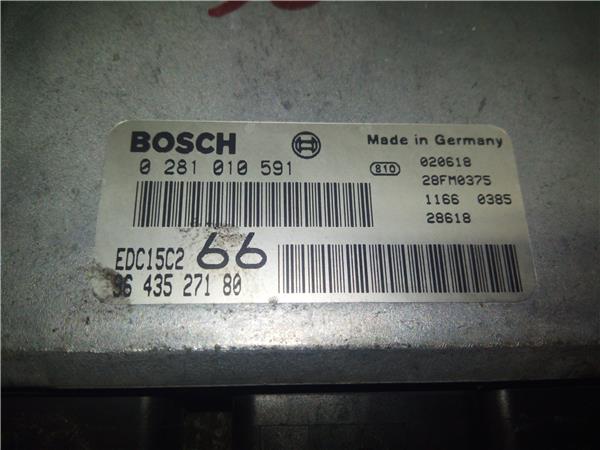 BOSCH
Made in Germany
0 281 010 591
810
020618
28FM0375
1166 0385
28618
EDC15C2 66
96 435 271 80